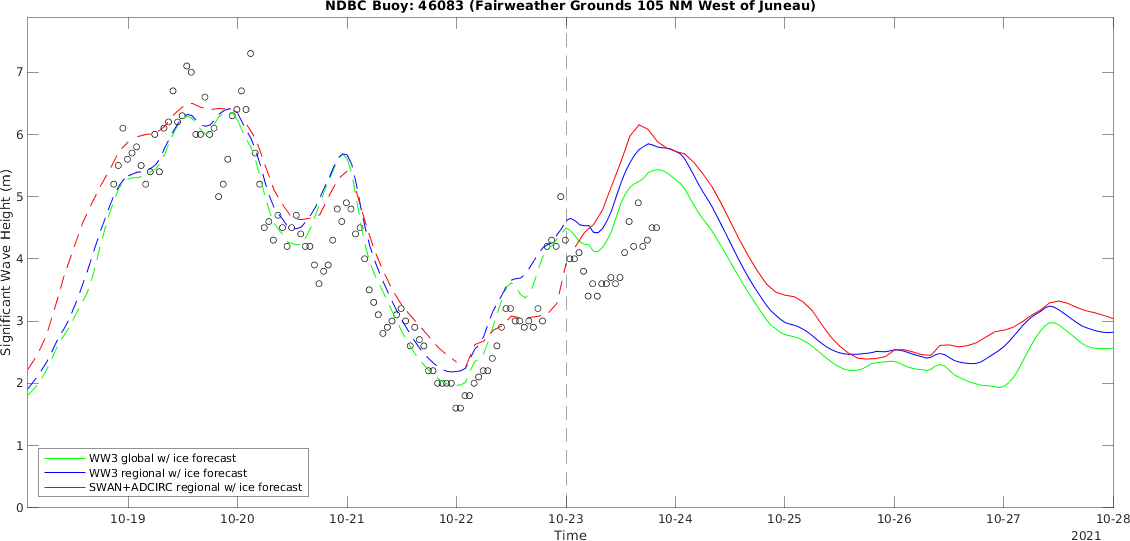 NDBC Buoy: 46083 (Fairweather Grounds 105 NM West of Juneau)
Significant Wave Height (m)
7
6
5
4
3
2
1
0
WW3 global w/ ice forecast
WW3 regional w/ ice forecast
SWAN+ADCIRC regional w/ ice forecast
10-19 10-20 10-21 10-22 10-23 10-24 10-25 10-26 10-27 10-28
Time
2021